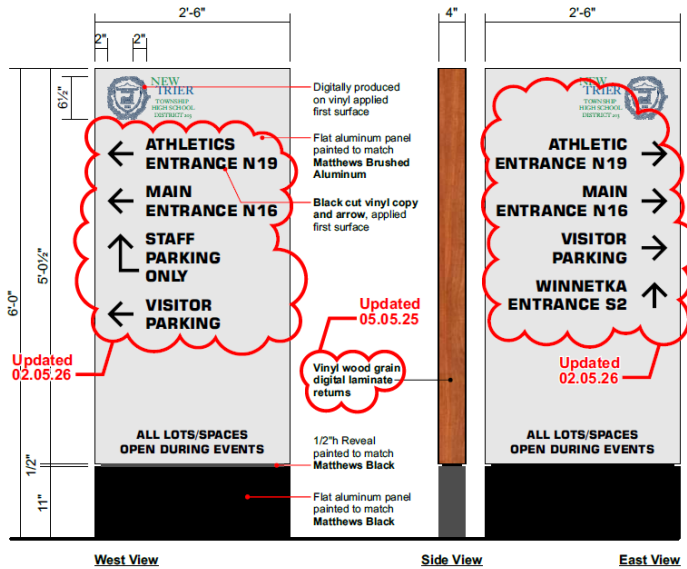 2'-6"
4"
2'-6"
2"
2"
6½"
NEW
TRIER
TOWNSHIP
HIGH SCHOOL
DISTRICT 203
Digitally produced
on vinyl applied
first surface
NEW
TRIER
TOWNSHIP
HIGH SCHOOL
DISTRICT 203
Flat aluminum panel
painted to match
Matthews Brushed
Aluminum
ATHLETICS
ENTRANCE N19
MAIN
ENTRANCE N16
STAFF
PARKING
ONLY
VISITOR
PARKING
Black cut vinyl copy
and arrow, applied
first surface
ATHLETIC
ENTRANCE N19
MAIN
ENTRANCE N16
VISITOR
PARKING
WINNETKA
ENTRANCE S2
6'-0"
5'-0½"
Updated
05.05.25
Updated
02.05.26
Vinyl wood grain
digital laminate
returns
Updated
02.05.26
ALL LOTS/SPACES
OPEN DURING EVENTS
1/2"h Reveal
painted to match
Matthews Black
ALL LOTS/SPACES
OPEN DURING EVENTS
1/2"
11"
Flat aluminum panel
painted to match
Matthews Black
West View
Side View
East View